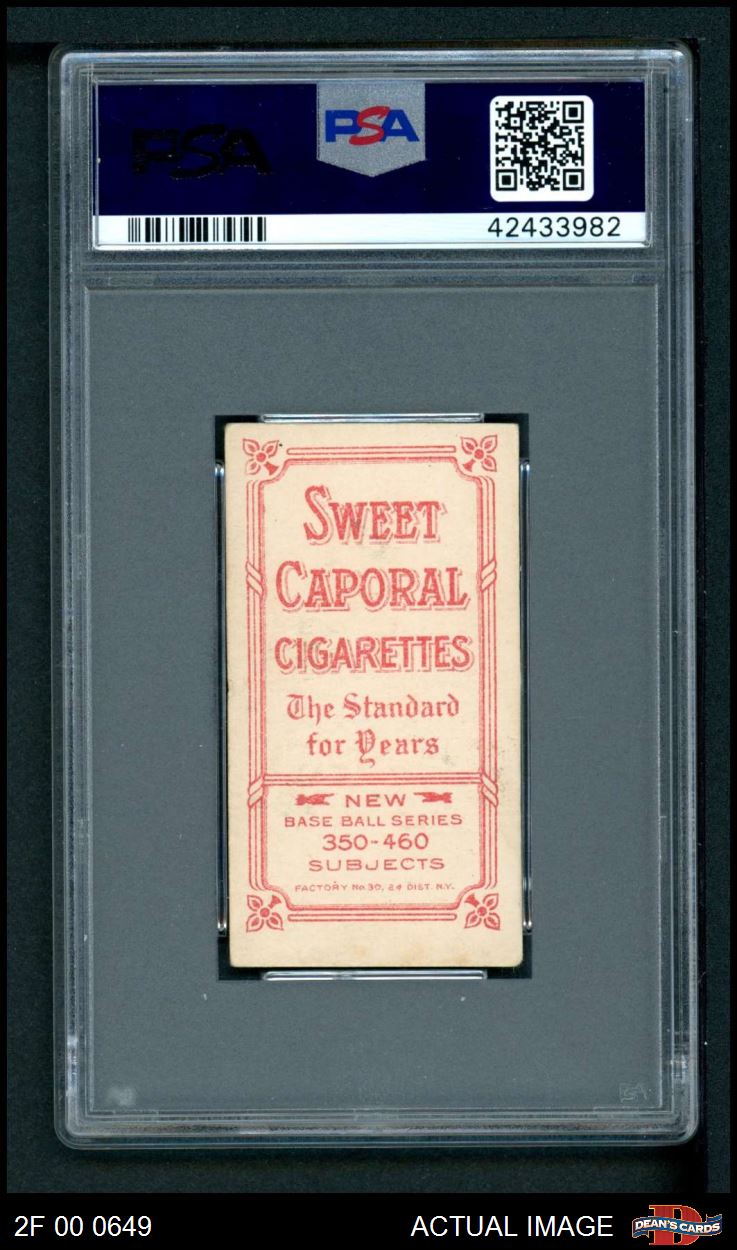 PSA
PSA
42433982
SWEET
CAPORAL
CIGARETTES
The Standard
for Years
NEW
BASE BALL SERIES
350-460
SUBJECTS
FACTORY No. 30, 2d DIST. N.Y.
2F 00 0649
ACTUAL IMAGE
DEAN'S CARDS